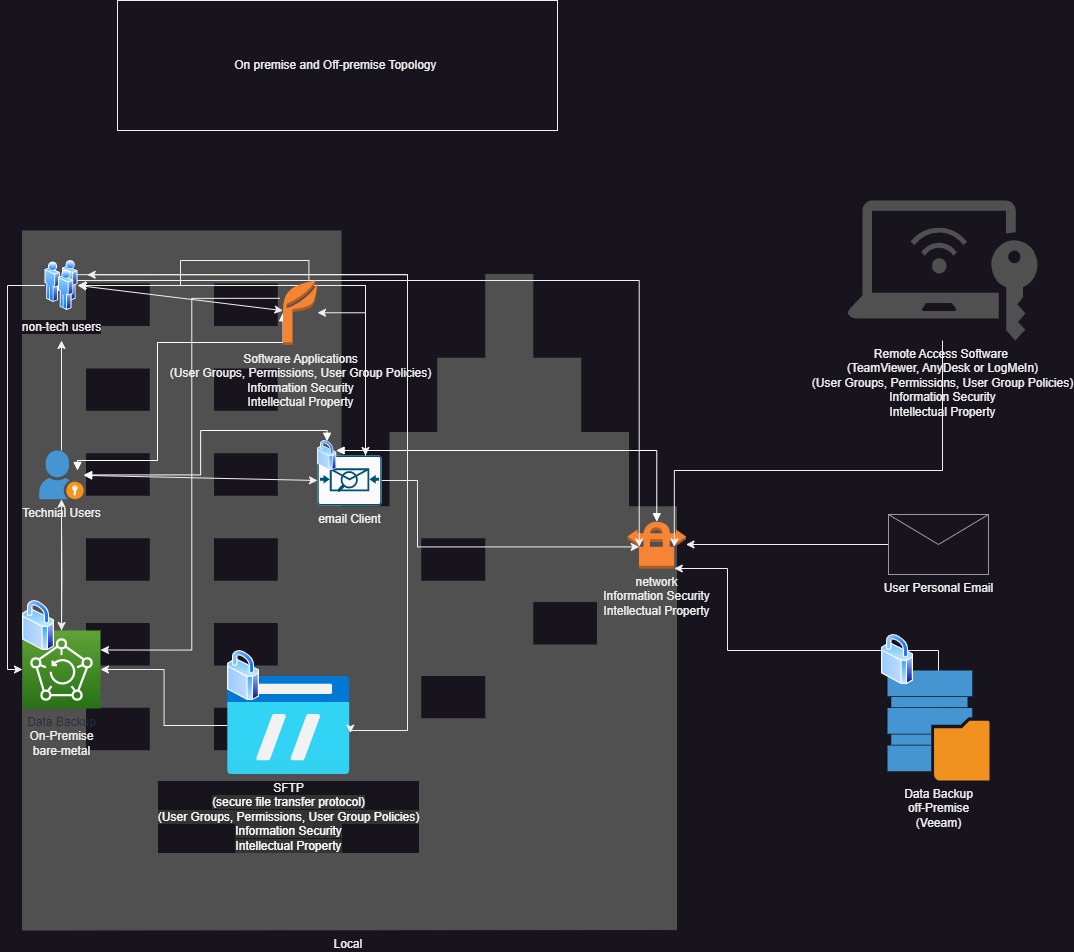 On premise and Off-premise Topology
non-tech users
Software Applications
(User Groups, Permissions, User Group Policies)
Information Security
Intellectual Property
Remote Access Software
(TeamViewer, AnyDesk or LogMeIn)
(User Groups, Permissions, User Group Policies)
Information Security
Intellectual Property
Technial Users
email Client
network
Information Security
Intellectual Property
User Personal Email
Data Backup
On-Premise
bare-metal
SFTP
(secure file transfer protocol)
(User Groups, Permissions, User Group Policies)
Information Security
Intellectual Property
Data Backup
off-Premise
(Veeam)
Local